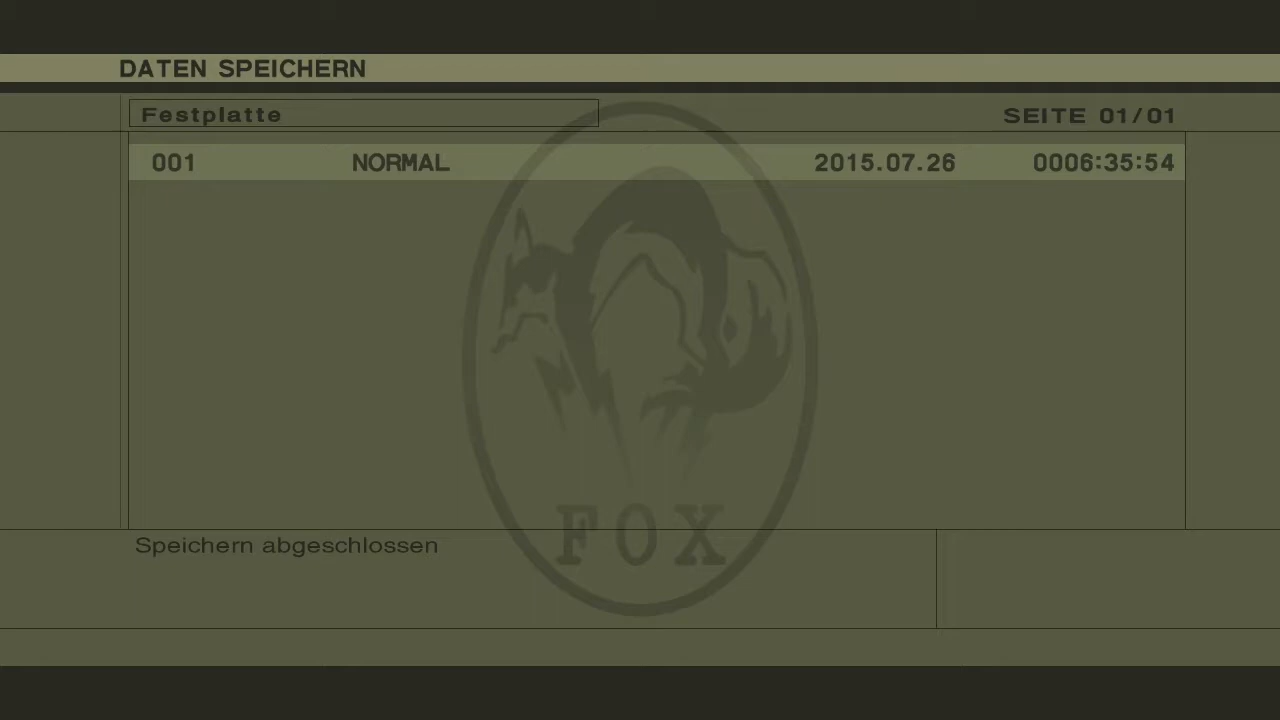 DATEN SPEICHERN
Festplatte SEITE 01/01
001 NORMAL 2015.07.26 0006:35:54
FOX
Speichern abgeschlossen